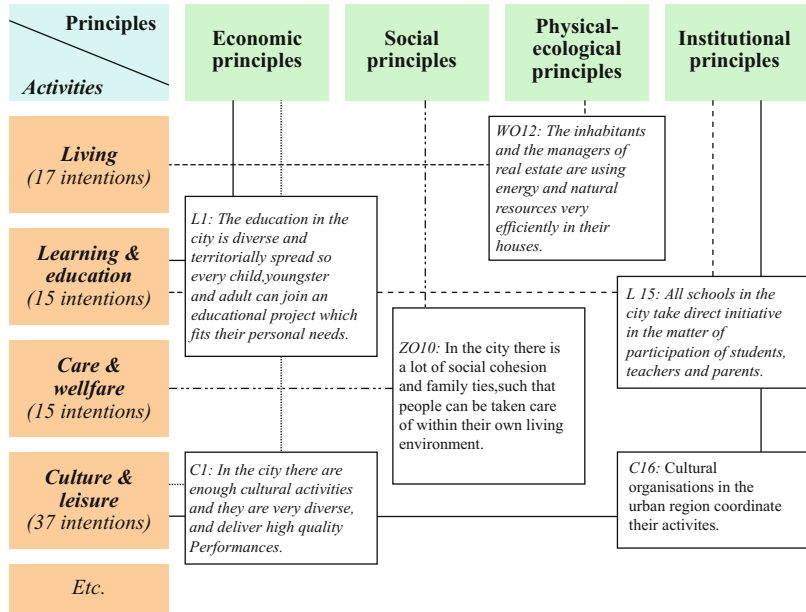 Principles
Activities
Economic
principles
Social
principles
Physical-
ecological
principles
Institutional
principles
Living
(17 intentions)
WO12: The inhabitants
and the managers of
real estate are using
energy and natural
resources very
efficiently in their
houses.
Learning &
education
(15 intentions)
L1: The education in the
city is diverse and
territorially spread so
every child,youngster
and adult can join an
educational project which
fits their personal needs.
L 15: All schools in the
city take direct initiative
in the matter of
participation of students,
teachers and parents.
Care &
wellfare
(15 intentions)
ZO10: In the city there is
a lot of social cohesion
and family ties,such that
people can be taken care
of within their own living
environment.
Culture &
leisure
(37 intentions)
C1: In the city there are
enough cultural activities
and they are very diverse,
and deliver high quality
Performances.
C16: Cultural
organisations in the
urban region coordinate
their activites.
Etc.